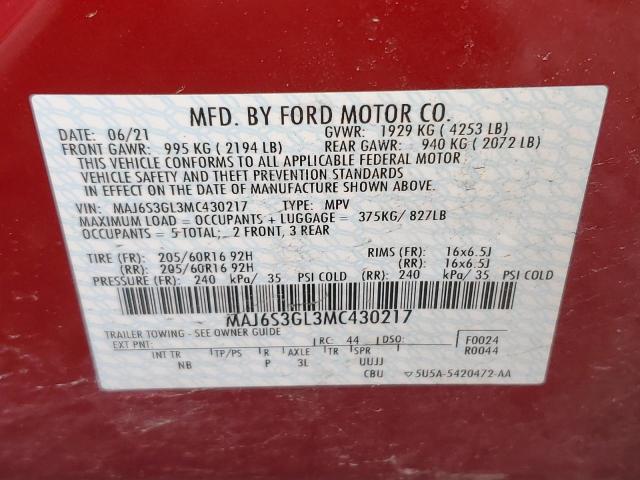 MFD. BY FORD MOTOR CO.
DATE: 06/21 GVWR: 1929 KG ( 4253 LB)
FRONT GAWR: 995 KG ( 2194 LB) REAR GAWR: 940 KG ( 2072 LB)
THIS VEHICLE CONFORMS TO ALL APPLICABLE FEDERAL MOTOR
VEHICLE SAFETY AND THEFT PREVENTION STANDARDS
IN EFFECT ON THE DATE OF MANUFACTURE SHOWN ABOVE.
VIN: MAJ6S3GL3MC430217 TYPE: MPV
MAXIMUM LOAD = OCCUPANTS + LUGGAGE = 375KG/ 827LB
OCCUPANTS = 5 TOTAL; 2 FRONT, 3 REAR
TIRE (FR): 205/60R16 92H RIMS (FR): 16x6.5J
(RR): 205/60R16 92H (RR): 16x6.5J
PRESSURE (FR): 240 kPa/ 35 PSI COLD (RR): 240 kPa/ 35 PSI COLD
MAJ6S3GL3MC430217
TRAILER TOWING - SEE OWNER GUIDE
EXT PNT: RC: 44 DSO: F0024
R0044
INT TR TP/PS R AXLE TR SPR
NB P 3L UUJJ
CBU ▽5U5A-5420472-AA